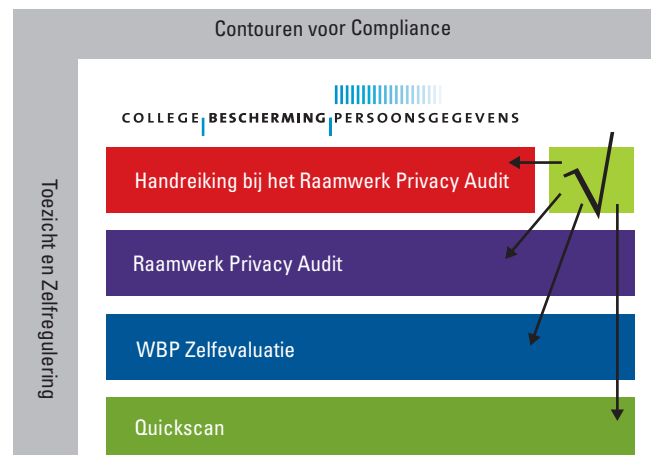 Contouren voor Compliance
COLLEGE BESCHERMING PERSOONSGEGEVENS
Toezicht en Zelfregulering
Handreiking bij het Raamwerk Privacy Audit
Raamwerk Privacy Audit
WBP Zelfevaluatie
Quickscan